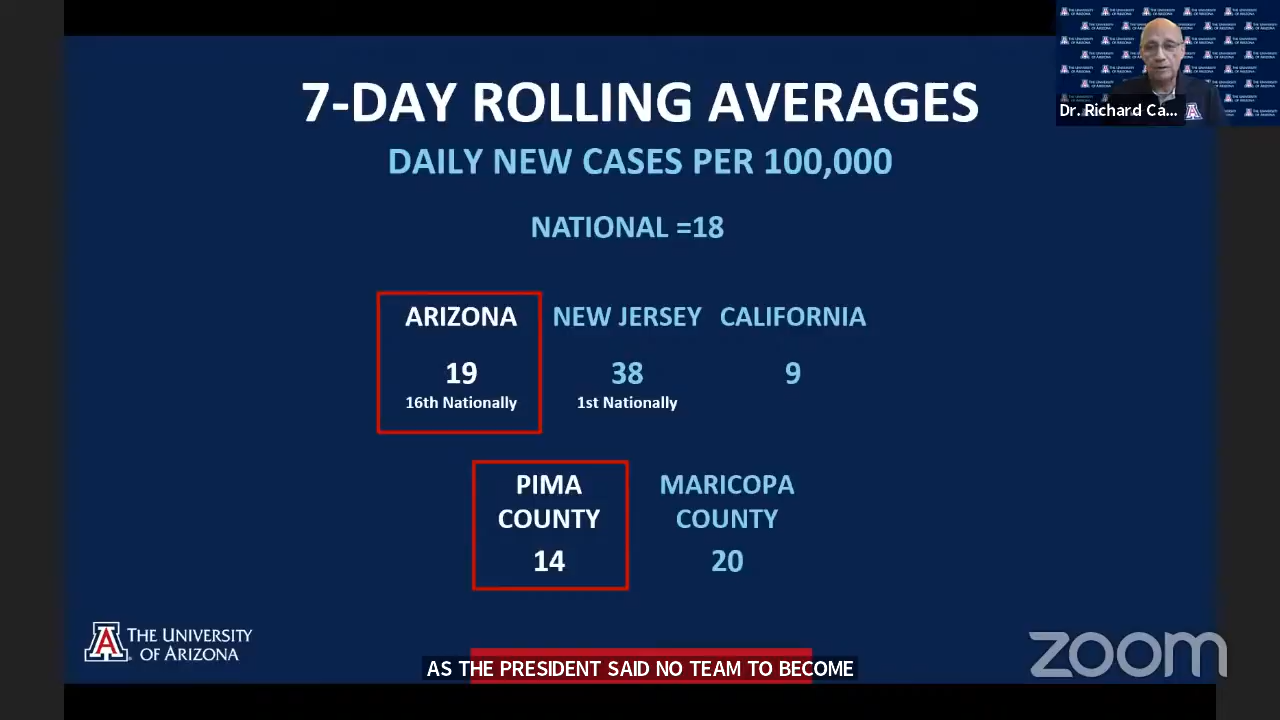 7-DAY ROLLING AVERAGES
DAILY NEW CASES PER 100,000
NATIONAL =18
ARIZONA NEW JERSEY CALIFORNIA
19 38 9
16th Nationally 1st Nationally
PIMA MARICOPA
COUNTY COUNTY
14 20
THE UNIVERSITY
OF ARIZONA
AS THE PRESIDENT SAID NO TEAM TO BECOME
zoom
Dr. Richard Ca...
A